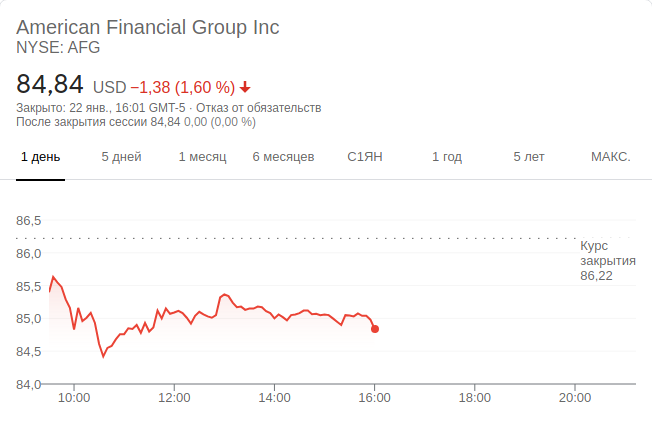 American Financial Group Inc
NYSE: AFG
84,84 USD −1,38 (1,60 %)
Закрыто: 22 янв., 16:01 GMT-5 · Отказ от обязательств
После закрытия сессии 84,84 0,00 (0,00 %)
1 день 5 дней 1 месяц 6 месяцев С1ЯН 1 год 5 лет МАКС.
86,5
Курс
86,0
закрытия
86,22
85,5
85,0
84,5
84,0
10:00 12:00 14:00 16:00 18:00 20:00